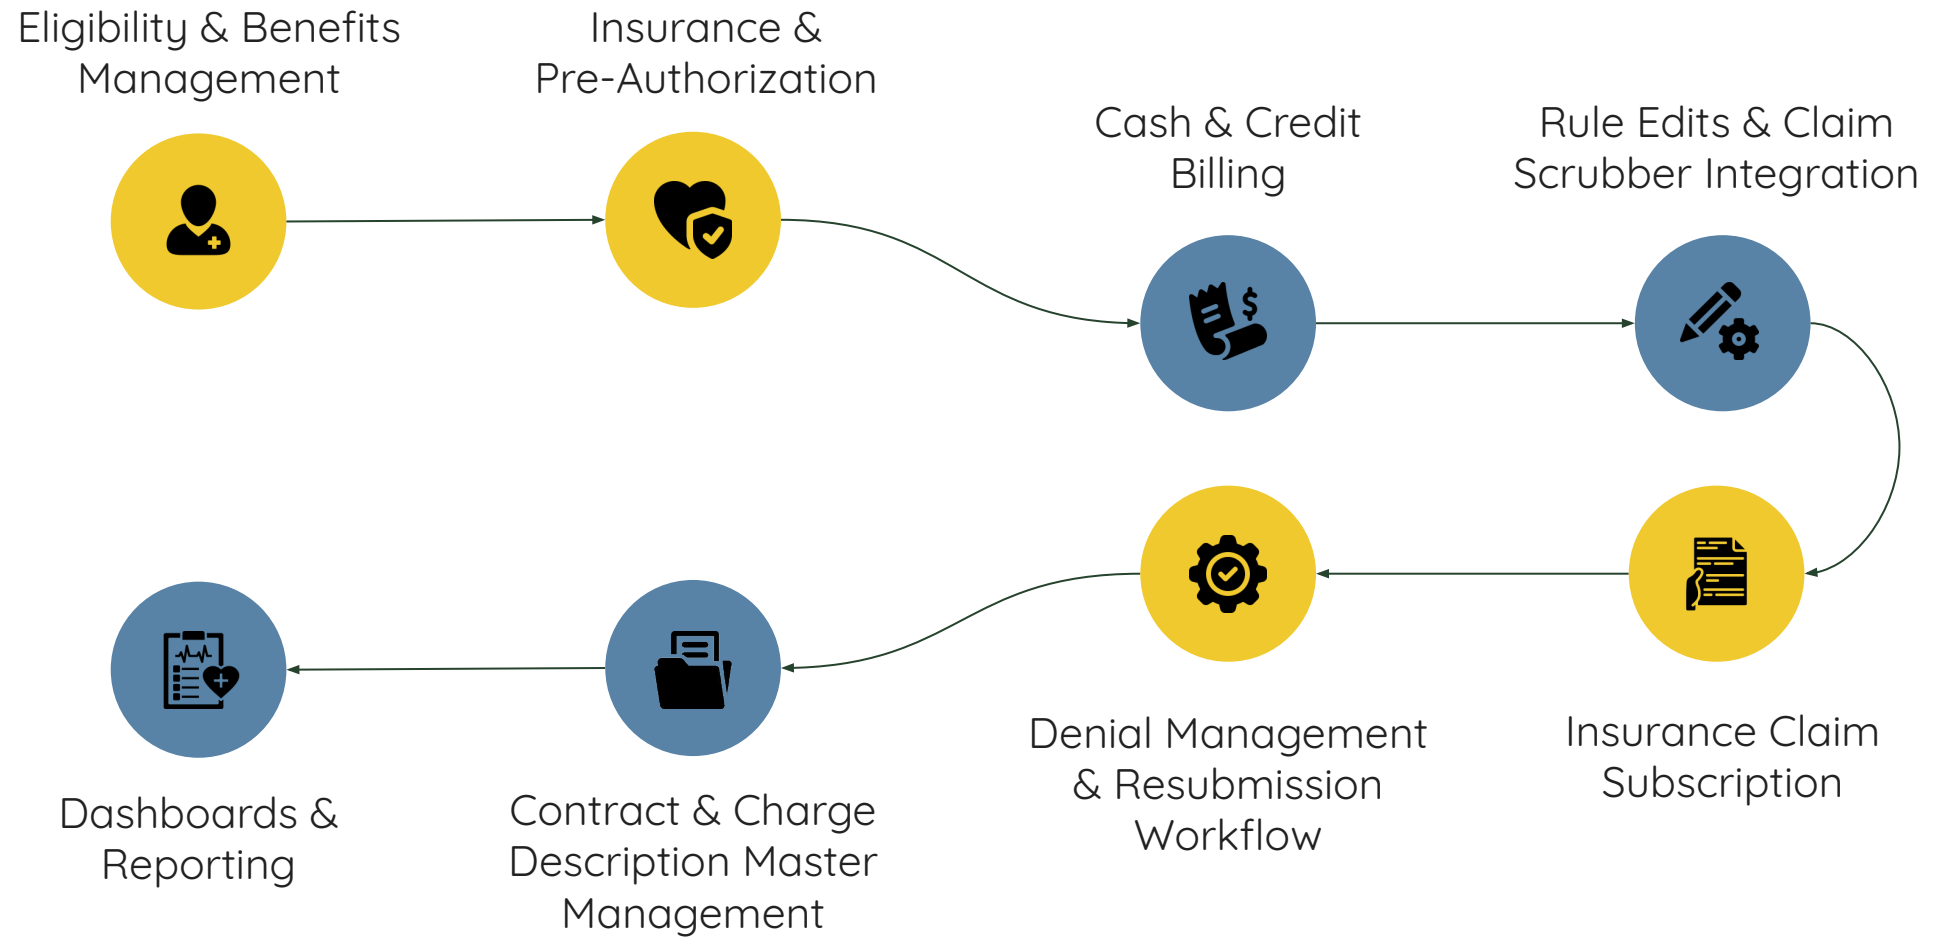 Eligibility & Benefits
Management
Insurance &
Pre-Authorization
Cash & Credit
Billing
Rule Edits & Claim
Scrubber Integration
$
Insurance Claim
Subscription
Denial Management
& Resubmission
Workflow
Contract & Charge
Description Master
Management
Dashboards &
Reporting